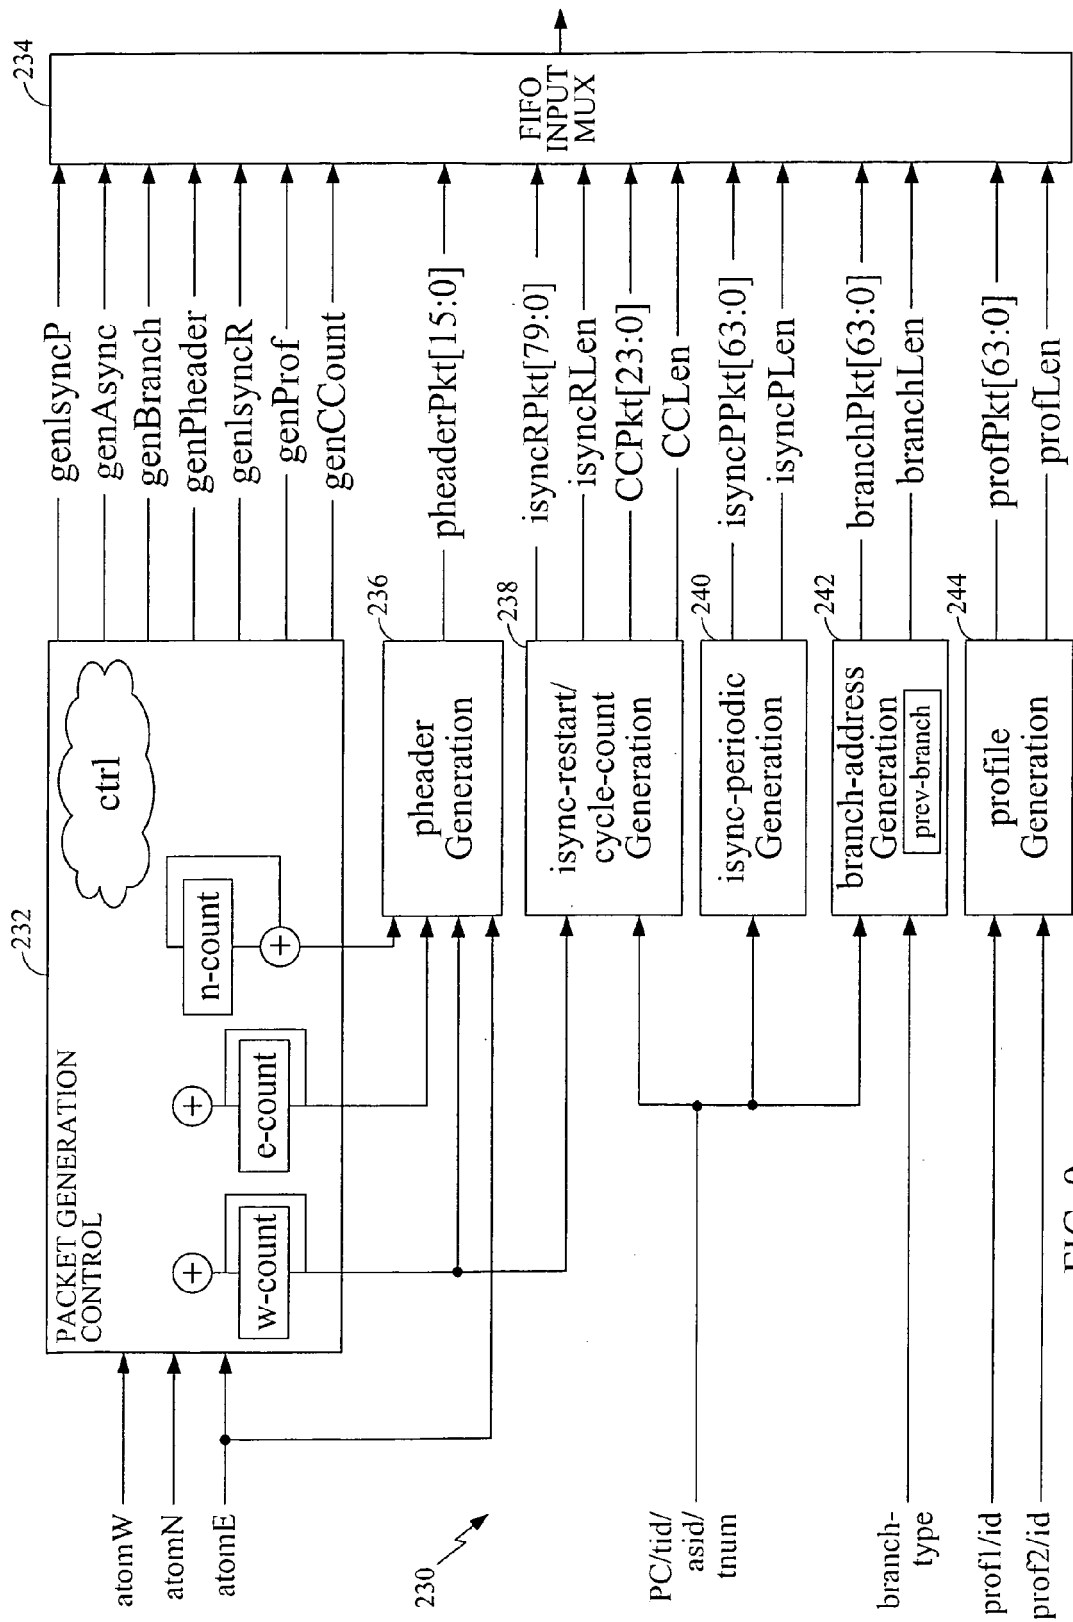 234
FIFO
INPUT
MUX
genIsyncP
genAsync
genBranch
genPheader
genIsyncR
genProf
genCCount
pheaderPkt[15:0]
isyncRPkt[79:0]
isyncRLen
CCPkt[23:0]
CCLen
isyncPPkt[63:0]
isyncPLen
branchPkt[63:0]
branchLen
profPkt[63:0]
profLen
232
PACKET GENERATION
CONTROL
ctrl
n-count
+
e-count
+
w-count
+
236
pheader
Generation
238
isync-restart/
cycle-count
Generation
240
isync-periodic
Generation
242
branch-address
Generation
prev-branch
244
profile
Generation
atomW
atomN
atomE
230
PC/tid/
asid/
tnum
branch-
type
prof1/id
prof2/id